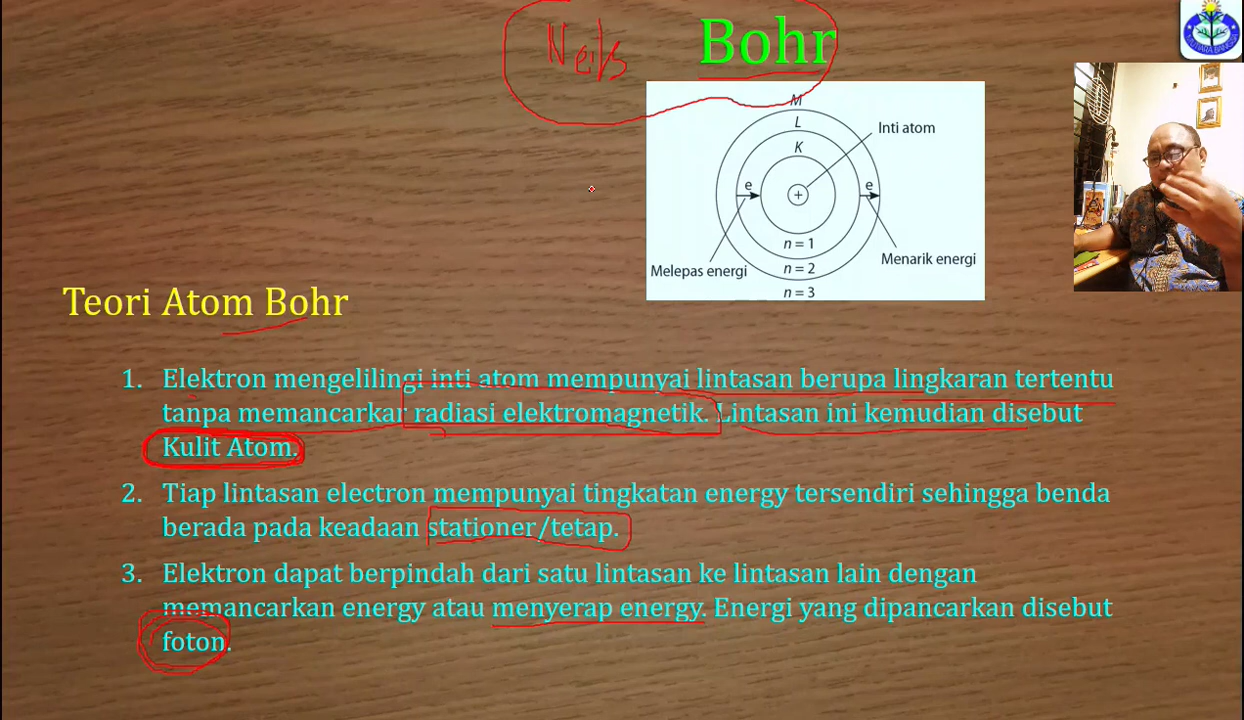 Neils Bohr
M
L
K
Inti atom
e
+
e
n = 1
Melepas energi
n = 2
Menarik energi
n = 3
Teori Atom Bohr
1. Elektron mengelilingi inti atom mempunyai lintasan berupa lingkaran tertentu
tanpa memancarkan radiasi elektromagnetik. Lintasan ini kemudian disebut
Kulit Atom.
2. Tiap lintasan electron mempunyai tingkatan energy tersendiri sehingga benda
berada pada keadaan stationer/tetap.
3. Elektron dapat berpindah dari satu lintasan ke lintasan lain dengan
memancarkan energy atau menyerap energy. Energi yang dipancarkan disebut
foton.